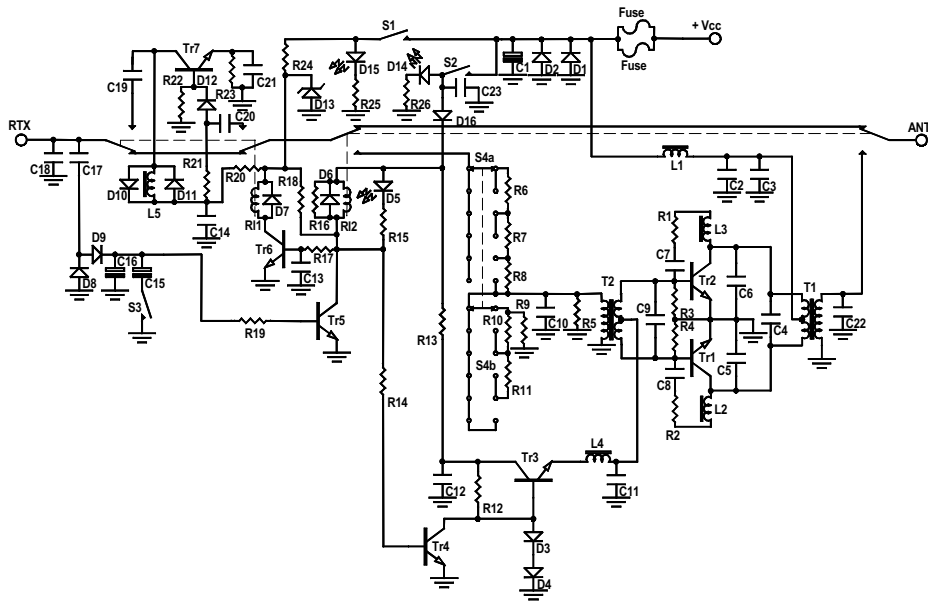 Fuse
+ Vcc
Fuse
S1
Tr7
R24
D15
D14
S2
C1
D2
D1
C19
R22
D12
R23
C21
D13
R25
R26
C23
C20
D16
RTX
ANT
C18
C17
R21
R20
S4a
L1
C2
C3
D10
L5
D11
R18
D6
D5
R6
D7
R16
Rl1
Rl2
R15
R7
R1
L3
C14
Tr6
R17
C7
D9
C16
C15
C13
R8
T2
Tr2
C6
T1
D8
S3
R9
R10
C10
R5
C9
R3
R4
C4
C22
R19
Tr5
R13
S4b
Tr1
C5
R11
C8
R14
L2
R2
Tr3
L4
C12
R12
C11
Tr4
D3
D4